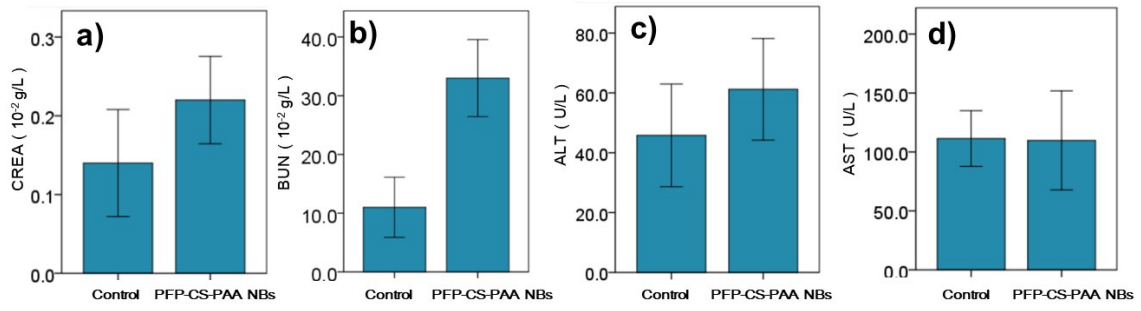 a)
CREA ( 10⁻² g/L )
0.3
0.2
0.1
0.0
Control PFP-CS-PAA NBs
b)
BUN ( 10⁻² g/L )
40.0
30.0
20.0
10.0
0.0
Control PFP-CS-PAA NBs
c)
ALT ( U/L )
80.0
60.0
40.0
20.0
0.0
Control PFP-CS-PAA NBs
d)
AST ( U/L )
200.0
150.0
100.0
50.0
0.0
Control PFP-CS-PAA NBs